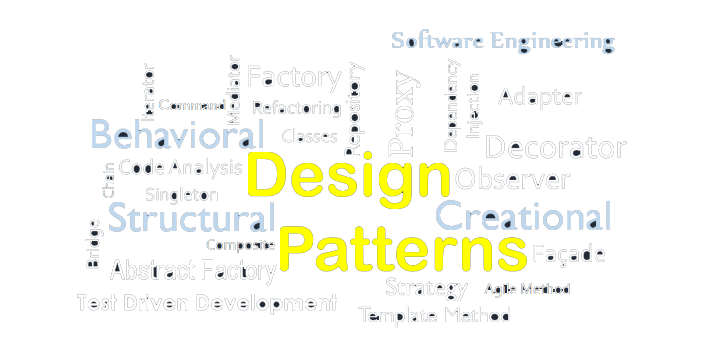 Software Engineering
Iterator
Command
Mediator
Factory
Refactoring
Classes
Repository
Proxy
Dependency
Injection
Adapter
Behavioral
Decorator
Chain
Code Analysis
Design
Observer
Singleton
Structural
Creational
Bridge
Composite
Patterns
Façade
Abstract Factory
Strategy
Agile Method
Test Driven Development
Template Method